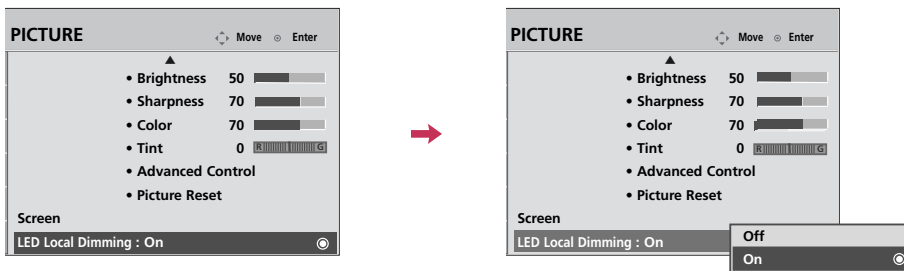 PICTURE Move Enter
• Brightness 50
• Sharpness 70
• Color 70
• Tint 0 R G
• Advanced Control
• Picture Reset
Screen
LED Local Dimming : On
PICTURE Move Enter
• Brightness 50
• Sharpness 70
• Color 70
• Tint 0 R G
• Advanced Control
• Picture Reset
Screen
LED Local Dimming : On
Off
On